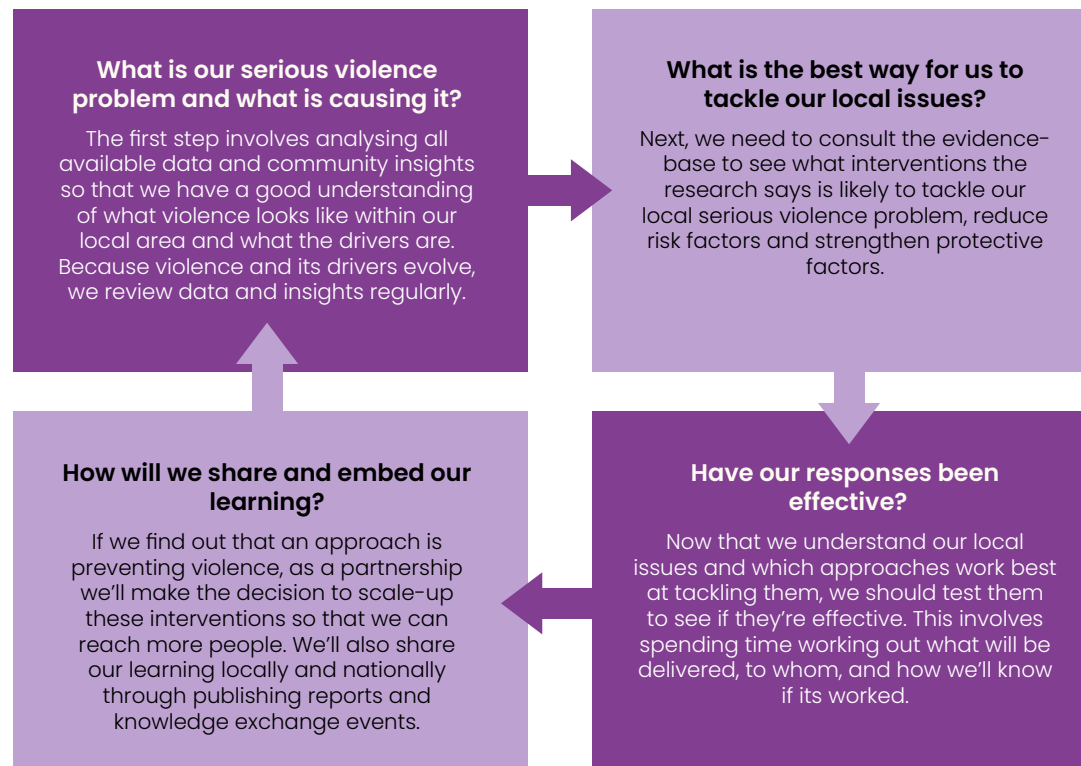 What is our serious violence
problem and what is causing it?
The first step involves analysing all
available data and community insights
so that we have a good understanding
of what violence looks like within our
local area and what the drivers are.
Because violence and its drivers evolve,
we review data and insights regularly.
What is the best way for us to
tackle our local issues?
Next, we need to consult the evidence-
base to see what interventions the
research says is likely to tackle our
local serious violence problem, reduce
risk factors and strengthen protective
factors.
Have our responses been
effective?
Now that we understand our local
issues and which approaches work best
at tackling them, we should test them
to see if they’re effective. This involves
spending time working out what will be
delivered, to whom, and how we’ll know
if its worked.
How will we share and embed our
learning?
If we find out that an approach is
preventing violence, as a partnership
we’ll make the decision to scale-up
these interventions so that we can
reach more people. We’ll also share
our learning locally and nationally
through publishing reports and
knowledge exchange events.